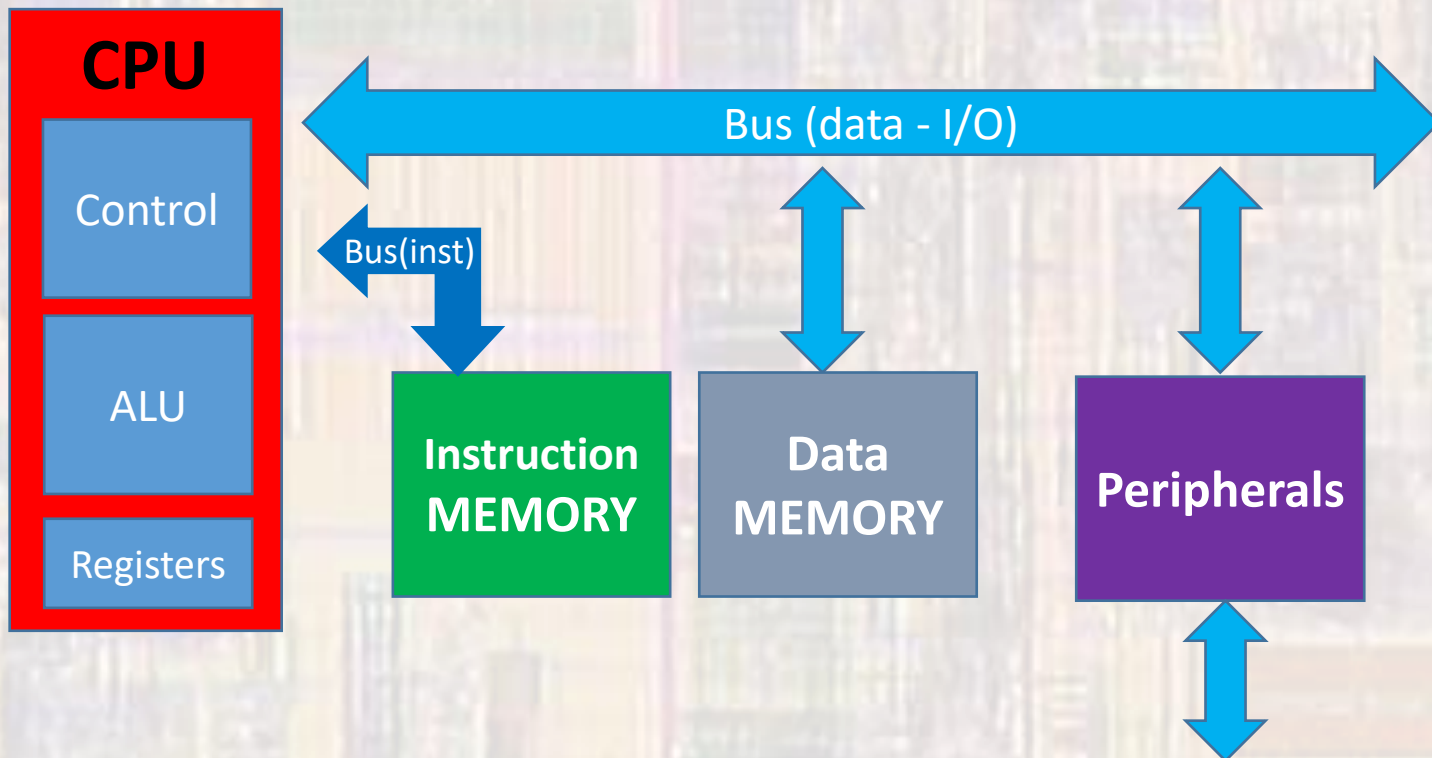 CPU
Control
ALU
Registers
Bus (data - I/O)
Bus(inst)
Instruction
MEMORY
Data
MEMORY
Peripherals